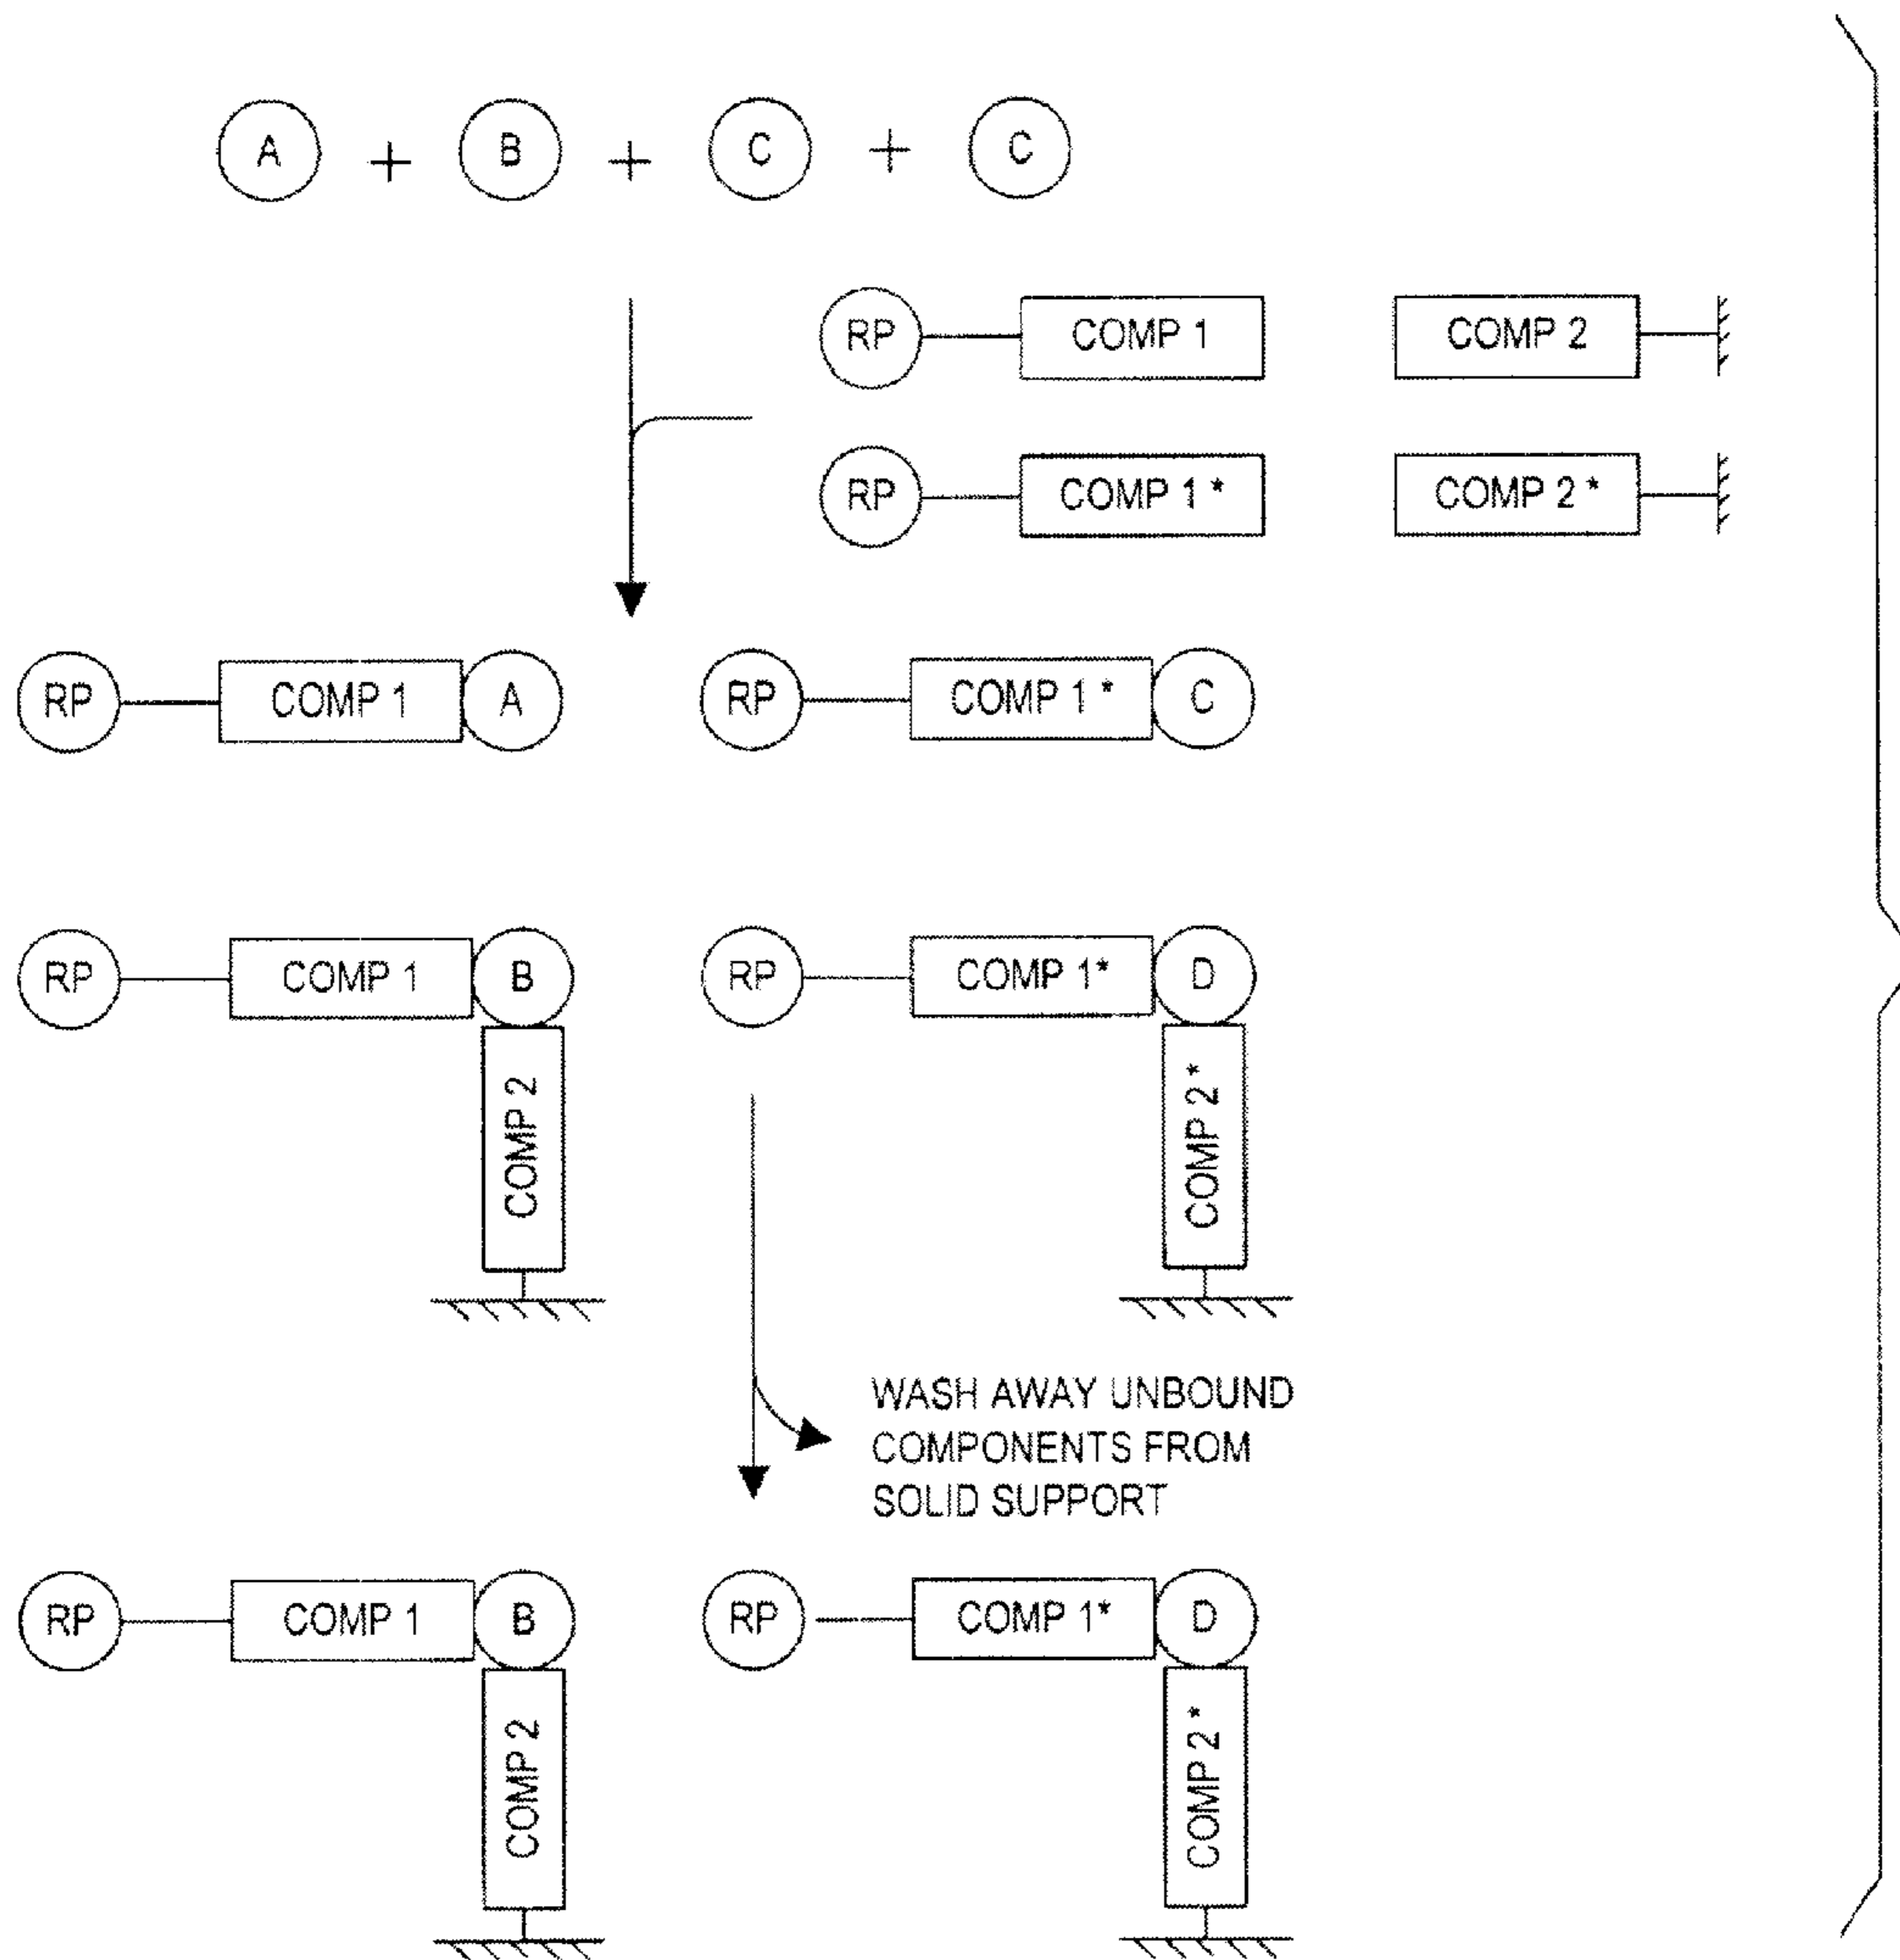 A + B + C + C
RP COMP 1 COMP 2
RP COMP 1 * COMP 2 *
RP COMP 1 A RP COMP 1 * C
RP COMP 1 B RP COMP 1* D
COMP 2 COMP 2 *
WASH AWAY UNBOUND
COMPONENTS FROM
SOLID SUPPORT
RP COMP 1 B RP COMP 1* D
COMP 2 COMP 2 *